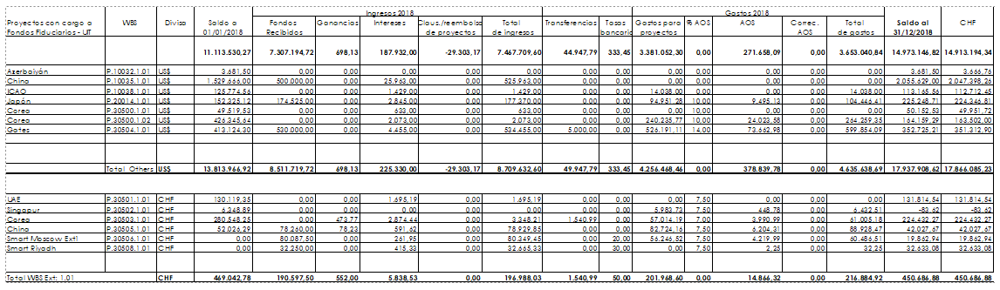 Ingresos 2018 Gastos 2018
Proyectos con cargo a WBS Divisa Saldo a Fondos Ganancias Intereses Claus./reembolso Total Transferencias Tasas Gastos para % AOS AOS Correc. Total Saldo al CHF
Fondos Fiduciarios - UIT 01/01/2018 Recibidos de proyectos de ingresos bancarias proyectos AOS de gastos 31/12/2018
11.113.530,27 7.307.194,72 698,13 187.932,00 -29.303,17 7.467.709,60 44.947,79 333,45 3.381.052,30 0,00 271.658,09 0,00 3.653.040,84 14.973.146,82 14.913.194,34
Azerbaiyán P.10032.1.01 US$ 3.681,50 0,00 0,00 0,00 0,00 0,00 0,00 0,00 0,00 0,00 0,00 0,00 0,00 3.681,50 3.666,76
China P.10035.1.01 US$ 1.529.666,00 500.000,00 0,00 25.963,00 0,00 525.963,00 0,00 0,00 0,00 0,00 0,00 0,00 0,00 2.055.629,00 2.047.398,26
ICAO P.10038.1.01 US$ 125.774,56 0,00 0,00 1.429,00 0,00 1.429,00 0,00 0,00 14.038,00 0,00 0,00 0,00 14.038,00 113.165,56 112.712,45
Japón P.20014.1.01 US$ 152.325,12 174.525,00 0,00 2.845,00 0,00 177.370,00 0,00 0,00 94.951,28 10,00 9.495,13 0,00 104.446,41 225.248,71 224.346,81
Corea P.30500.1.01 US$ 49.519,53 0,00 0,00 633,00 0,00 633,00 0,00 0,00 0,00 10,00 0,00 0,00 0,00 50.152,53 49.951,72
Corea P.30500.1.02 US$ 426.345,64 0,00 0,00 2.073,00 0,00 2.073,00 0,00 0,00 240.235,77 10,00 24.023,58 0,00 264.259,35 164.159,29 163.502,00
Gates P.30504.1.01 US$ 413.124,30 530.000,00 0,00 4.455,00 0,00 534.455,00 5.000,00 0,00 526.191,11 14,00 73.662,98 0,00 599.854,09 352.725,21 351.312,90
Total Others US$ 13.813.966,92 8.511.719,72 698,13 225.330,00 -29.303,17 8.709.632,60 49.947,79 333,45 4.256.468,46 0,00 378.839,78 0,00 4.635.638,69 17.937.908,62 17.866.085,23
UAE P.30501.1.01 CHF 130.119,35 0,00 0,00 1.695,19 0,00 1.695,19 0,00 0,00 0,00 7,50 0,00 0,00 0,00 131.814,54 131.814,54
Singapur P.30502.1.01 CHF 6.348,89 0,00 0,00 0,00 0,00 0,00 0,00 0,00 5.983,73 7,50 448,78 0,00 6.432,51 -83,62 -83,62
Corea P.30503.1.01 CHF 280.548,25 0,00 473,77 2.874,44 0,00 3.348,21 1.540,99 0,00 57.014,19 7,00 3.990,99 0,00 61.005,18 224.432,27 224.432,27
China P.30505.1.01 CHF 52.026,29 78.260,00 78,23 591,62 0,00 78.929,85 0,00 0,00 82.724,16 7,50 6.204,31 0,00 88.928,47 42.027,67 42.027,67
Smart Moscow Ext1 P.30506.1.01 CHF 0,00 80.087,50 0,00 261,95 0,00 80.349,45 0,00 20,00 56.246,52 7,50 4.219,99 0,00 60.486,51 19.862,94 19.862,94
Smart Riyadh P.30508.1.01 CHF 0,00 32.250,00 0,00 415,33 0,00 32.665,33 0,00 30,00 0,00 7,50 2,25 0,00 32,25 32.633,08 32.633,08
Total WBS Ext: 1.01 CHF 469.042,78 190.597,50 552,00 5.838,53 0,00 196.988,03 1.540,99 50,00 201.968,60 0,00 14.866,32 0,00 216.884,92 450.686,88 450.686,88